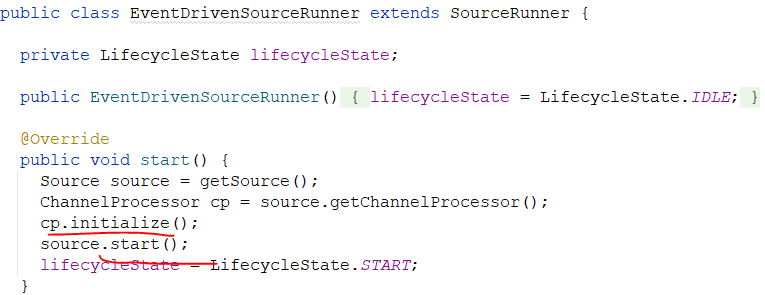 public class EventDrivenSourceRunner extends SourceRunner {
private LifecycleState lifecycleState;
public EventDrivenSourceRunner() { lifecycleState = LifecycleState.IDLE; }
@Override
public void start() {
Source source = getSource();
ChannelProcessor cp = source.getChannelProcessor();
cp.initialize();
source.start();
lifecycleState = LifecycleState.START;
}